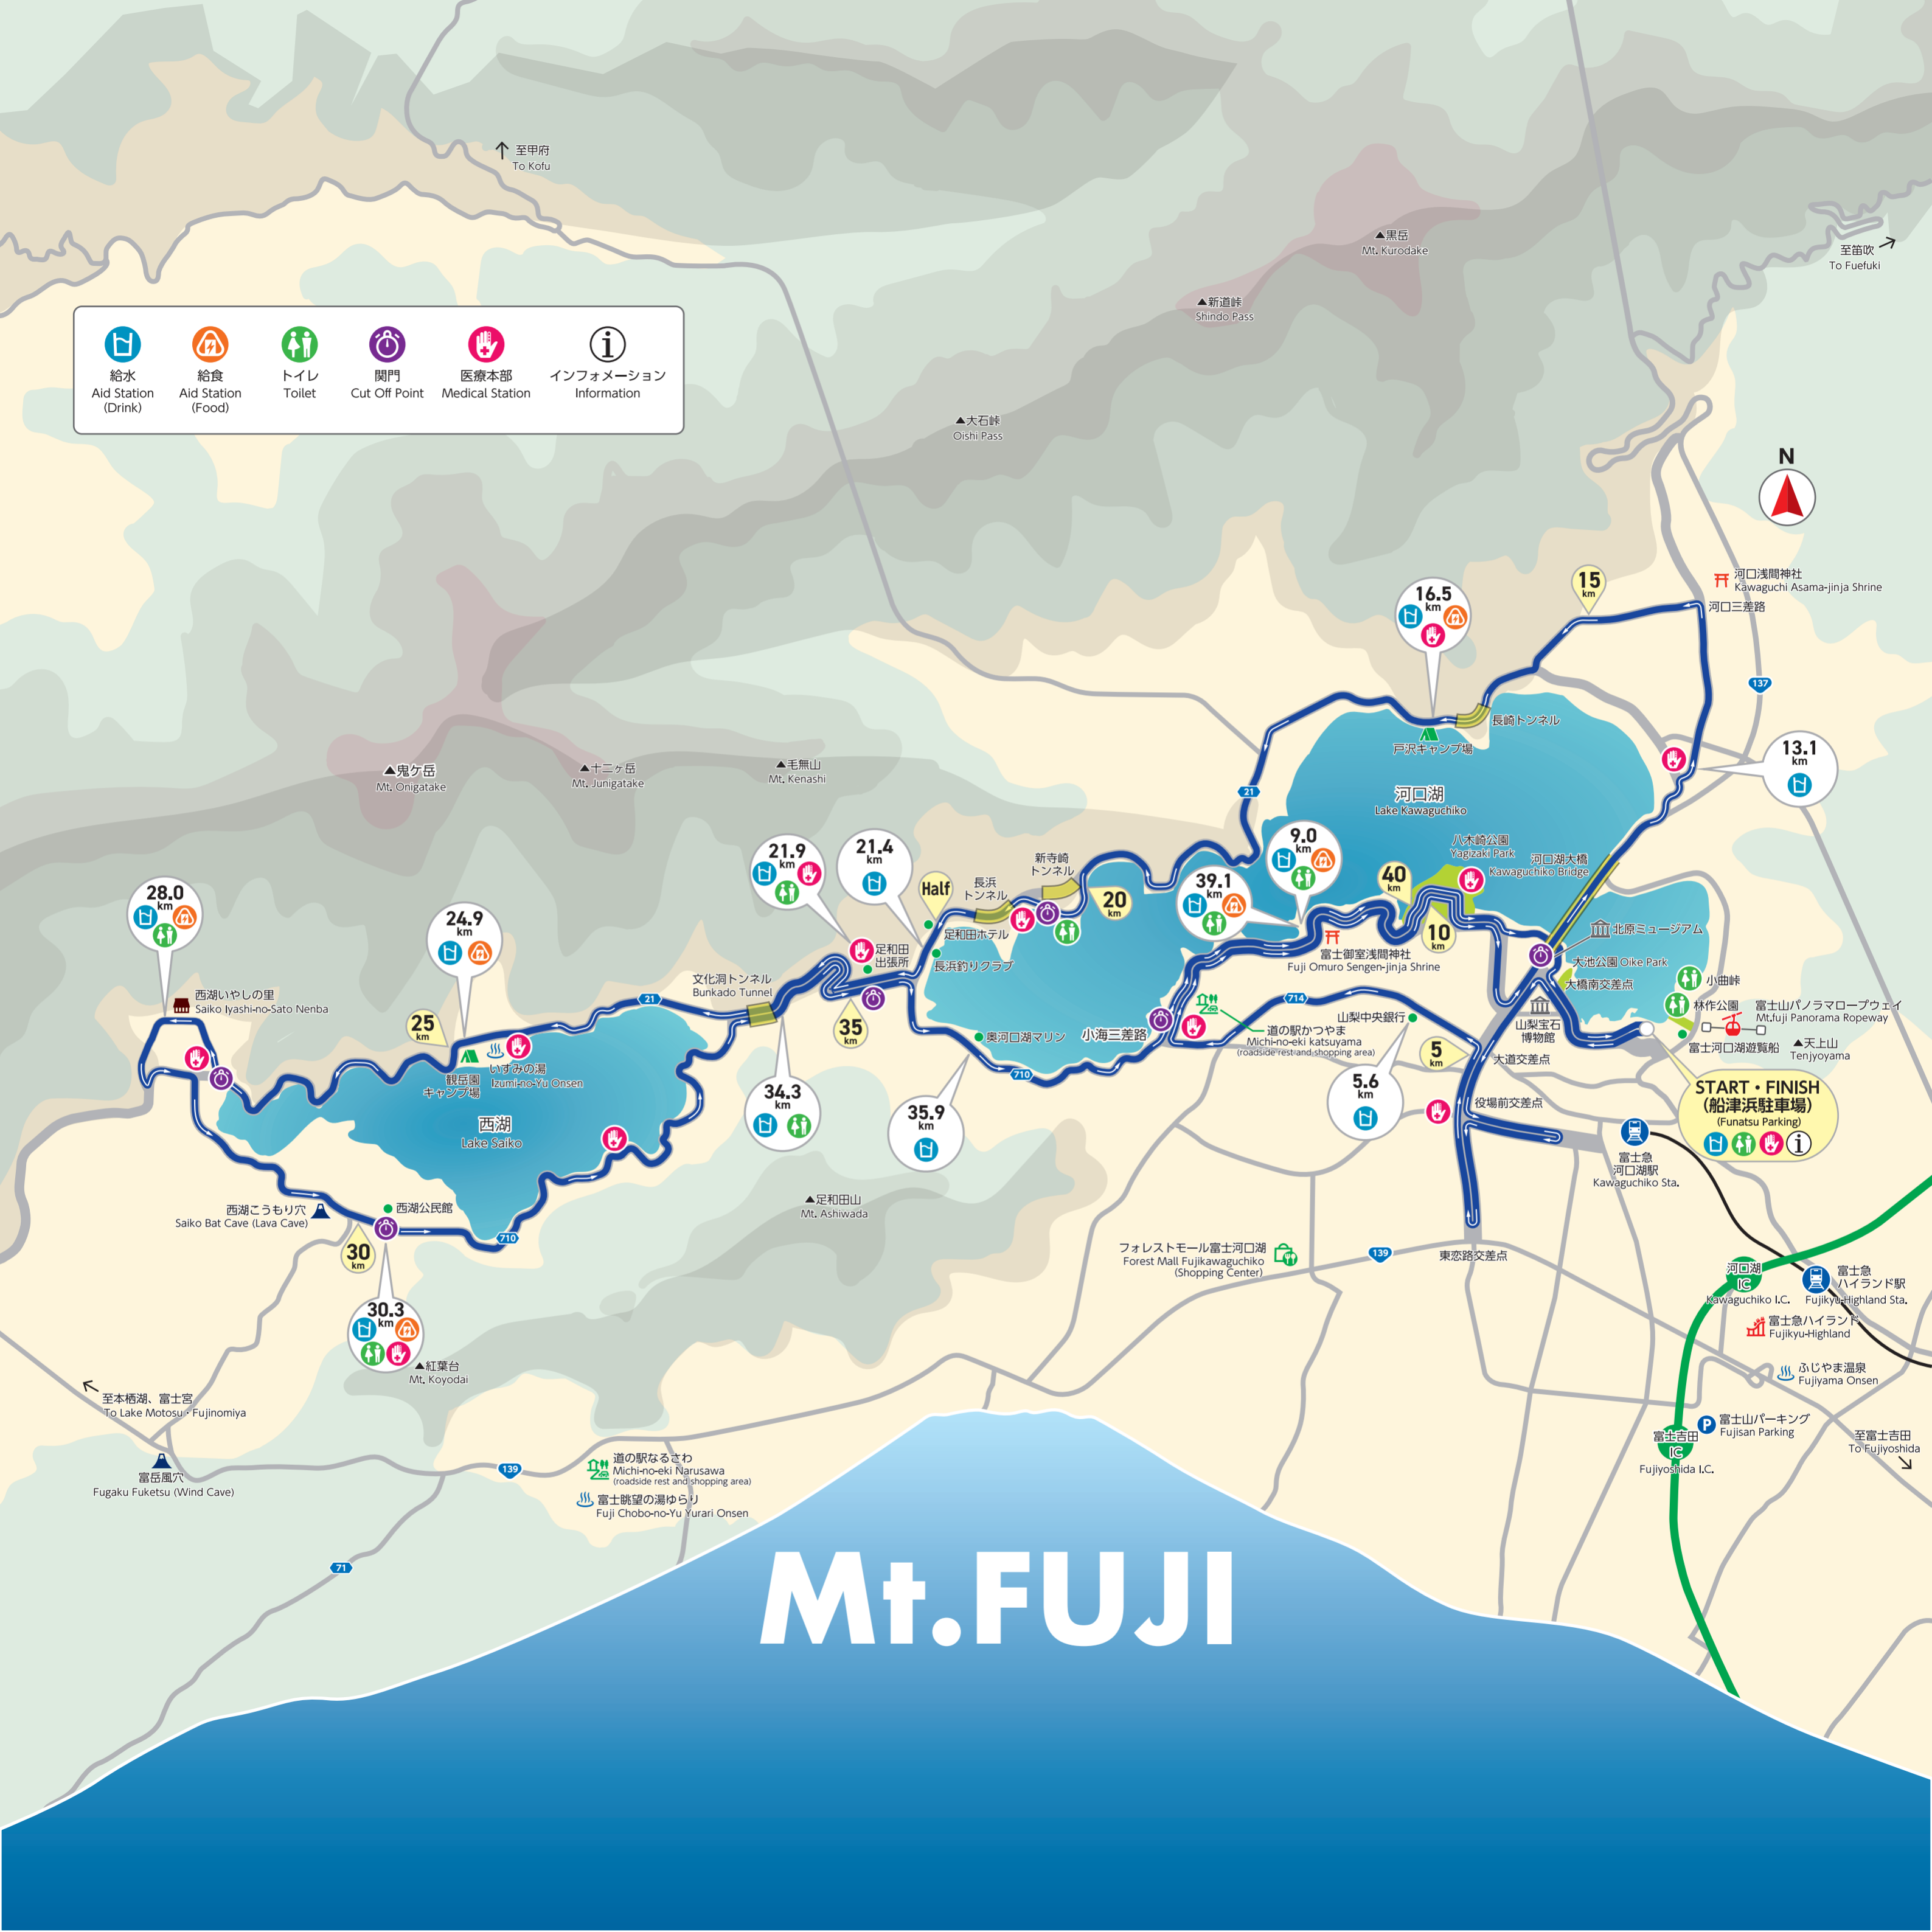 至甲府
To Kofu
▲黒岳
Mt. Kurodake
至笛吹
To Fuefuki
▲新道峠
Shindo Pass
給水
Aid Station
(Drink)
給食
Aid Station
(Food)
トイレ
Toilet
関門
Cut Off Point
医療本部
Medical Station
インフォメーション
Information
▲大石峠
Oishi Pass
N
15
km
河口浅間神社
Kawaguchi Asama-jinja Shrine
河口三差路
16.5
km
137
長崎トンネル
戸沢キャンプ場
13.1
km
▲鬼ケ岳
Mt. Onigatake
▲十二ヶ岳
Mt. Junigatake
▲毛無山
Mt. Kenashi
21
河口湖
Lake Kawaguchiko
八木崎公園
Yagizaki Park
河口湖大橋
Kawaguchiko Bridge
9.0
km
21.9
km
21.4
km
新寺崎
トンネル
長浜
トンネル
Half
20
km
39.1
km
40
km
10
km
28.0
km
24.9
km
足和田ホテル
足和田
出張所
長浜釣りクラブ
富士御室浅間神社
Fuji Omuro Sengen-jinja Shrine
北原ミュージアム
大池公園 Oike Park
大橋南交差点
小曲峠
林作公園
富士山パノラマロープウェイ
Mt.fuji Panorama Ropeway
富士河口湖遊覧船
▲天上山
Tenjyoyama
西湖いやしの里
Saiko Iyashi-no-Sato Nenba
文化洞トンネル
Bunkado Tunnel
21
25
km
35
km
714
山梨中央銀行
山梨宝石
博物館
奥河口湖マリン
小海三差路
道の駅かつやま
Michi-no-eki katsuyama
(roadside rest and shopping area)
5
km
大道交差点
観岳園
キャンプ場
いずみの湯
Izumi-no-Yu Onsen
710
34.3
km
35.9
km
5.6
km
役場前交差点
START・FINISH
(船津浜駐車場)
(Funatsu Parking)
西湖
Lake Saiko
富士急
河口湖駅
Kawaguchiko Sta.
西湖こうもり穴
Saiko Bat Cave (Lava Cave)
西湖公民館
▲足和田山
Mt. Ashiwada
30
km
710
フォレストモール富士河口湖
Forest Mall Fujikawaguchiko
(Shopping Center)
139
東恋路交差点
河口湖
IC
Kawaguchiko I.C.
富士急
ハイランド駅
Fujikyu-Highland Sta.
30.3
km
富士急ハイランド
Fujikyu-Highland
▲紅葉台
Mt. Koyodai
ふじやま温泉
Fujiyama Onsen
至本栖湖、富士宮
To Lake Motosu・Fujinomiya
P
富士山パーキング
Fujisan Parking
富士吉田
IC
Fujiyoshida I.C.
至富士吉田
To Fujiyoshida
富岳風穴
Fugaku Fuketsu (Wind Cave)
139
道の駅なるさわ
Michi-no-eki Narusawa
(roadside rest and shopping area)
富士眺望の湯ゆらり
Fuji Chobo-no-Yu Yurari Onsen
71
Mt.FUJI